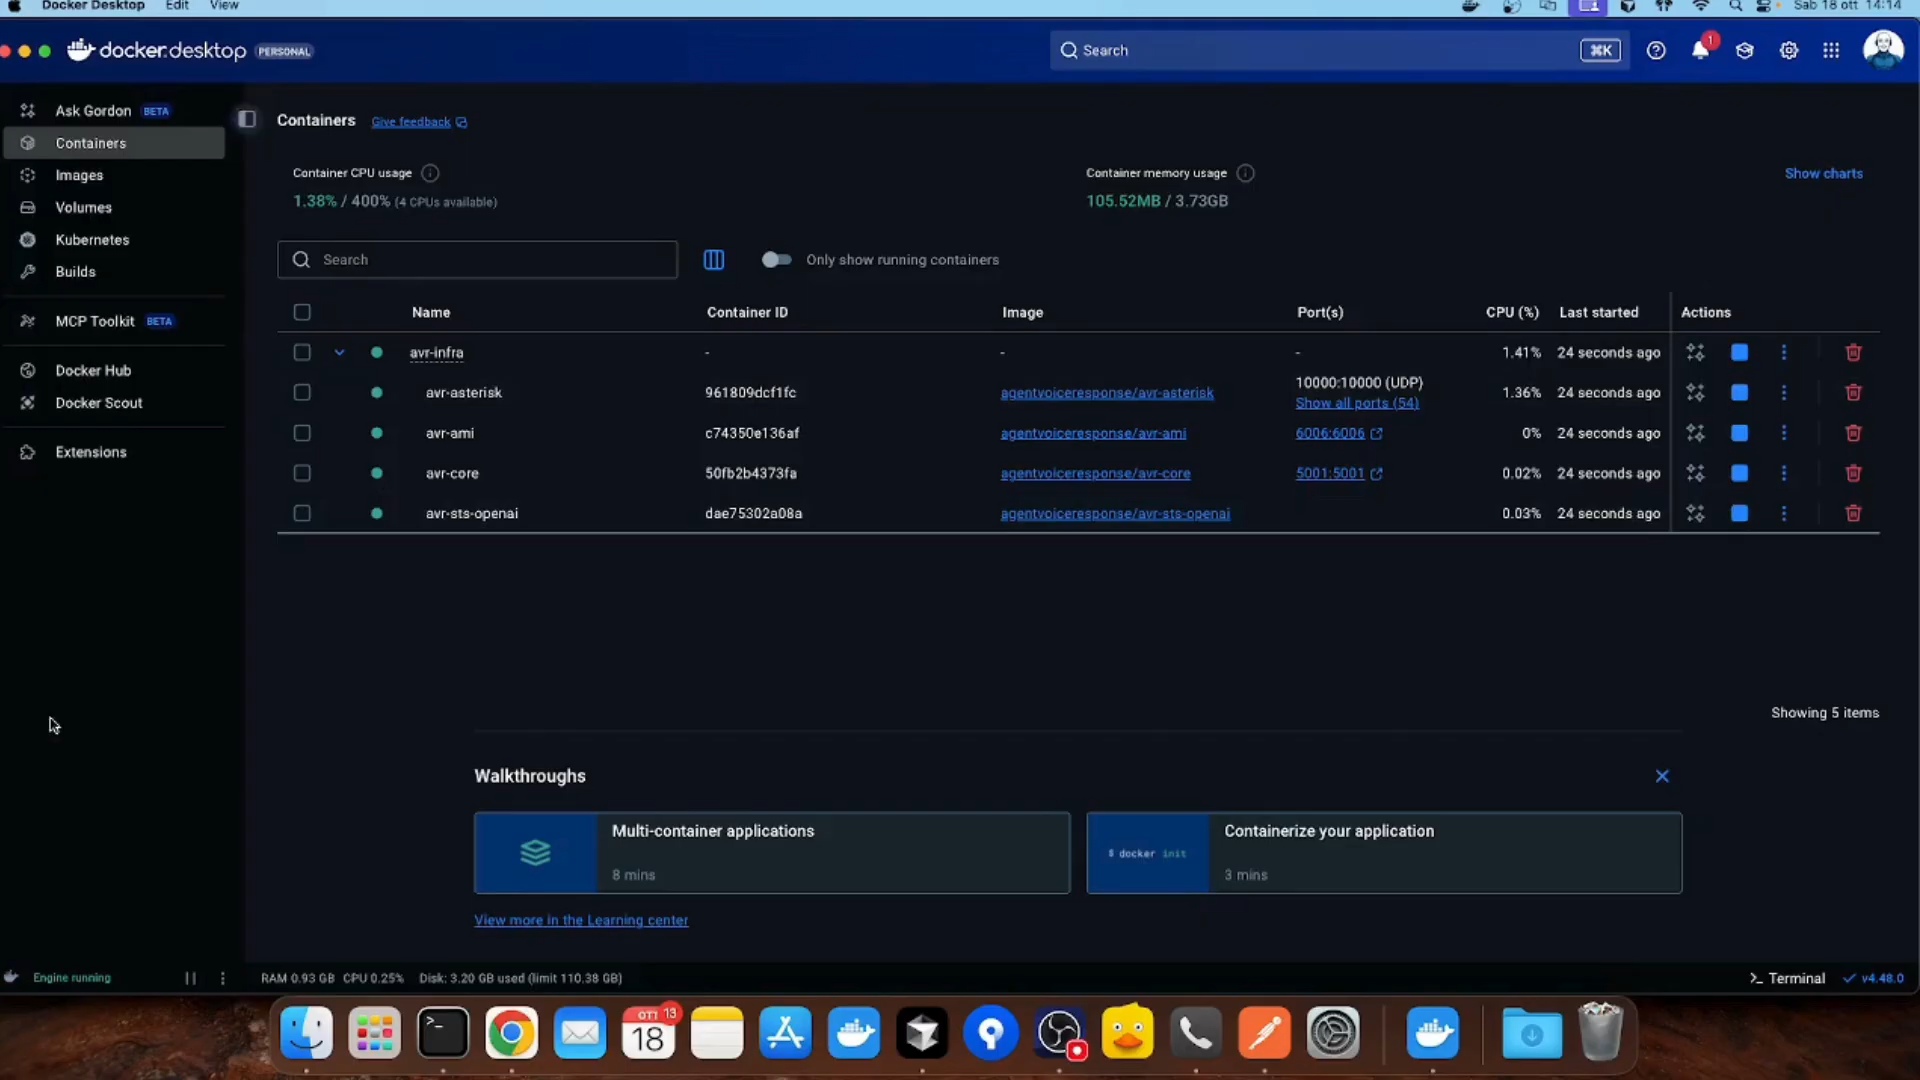 Docker Desktop Edit View Sab 18 ott 14:14
docker.desktop PERSONAL Search ⌘K 1
Ask Gordon BETA
Containers
Images
Volumes
Kubernetes
Builds
MCP Toolkit BETA
Docker Hub
Docker Scout
Extensions
Containers Give feedback
Container CPU usage
1.38% / 400% (4 CPUs available)
Container memory usage
105.52MB / 3.73GB
Show charts
Search
Only show running containers
Name Container ID Image Port(s) CPU (%) Last started Actions
avr-infra - - - 1.41% 24 seconds ago
avr-asterisk 961809dcf1fc agentvoiceresponse/avr-asterisk 10000:10000 (UDP) 1.36% 24 seconds ago
Show all ports (54)
avr-ami c74350e136af agentvoiceresponse/avr-ami 6006:6006 0% 24 seconds ago
avr-core 50fb2b4373fa agentvoiceresponse/avr-core 5001:5001 0.02% 24 seconds ago
avr-sts-openai dae75302a08a agentvoiceresponse/avr-sts-openai 0.03% 24 seconds ago
Showing 5 items
Walkthroughs
Multi-container applications
8 mins
$ docker init
Containerize your application
3 mins
View more in the Learning center
Engine running RAM 0.93 GB CPU 0.25% Disk: 3.20 GB used (limit 110.38 GB) >_ Terminal v4.48.0
OTT 13
18